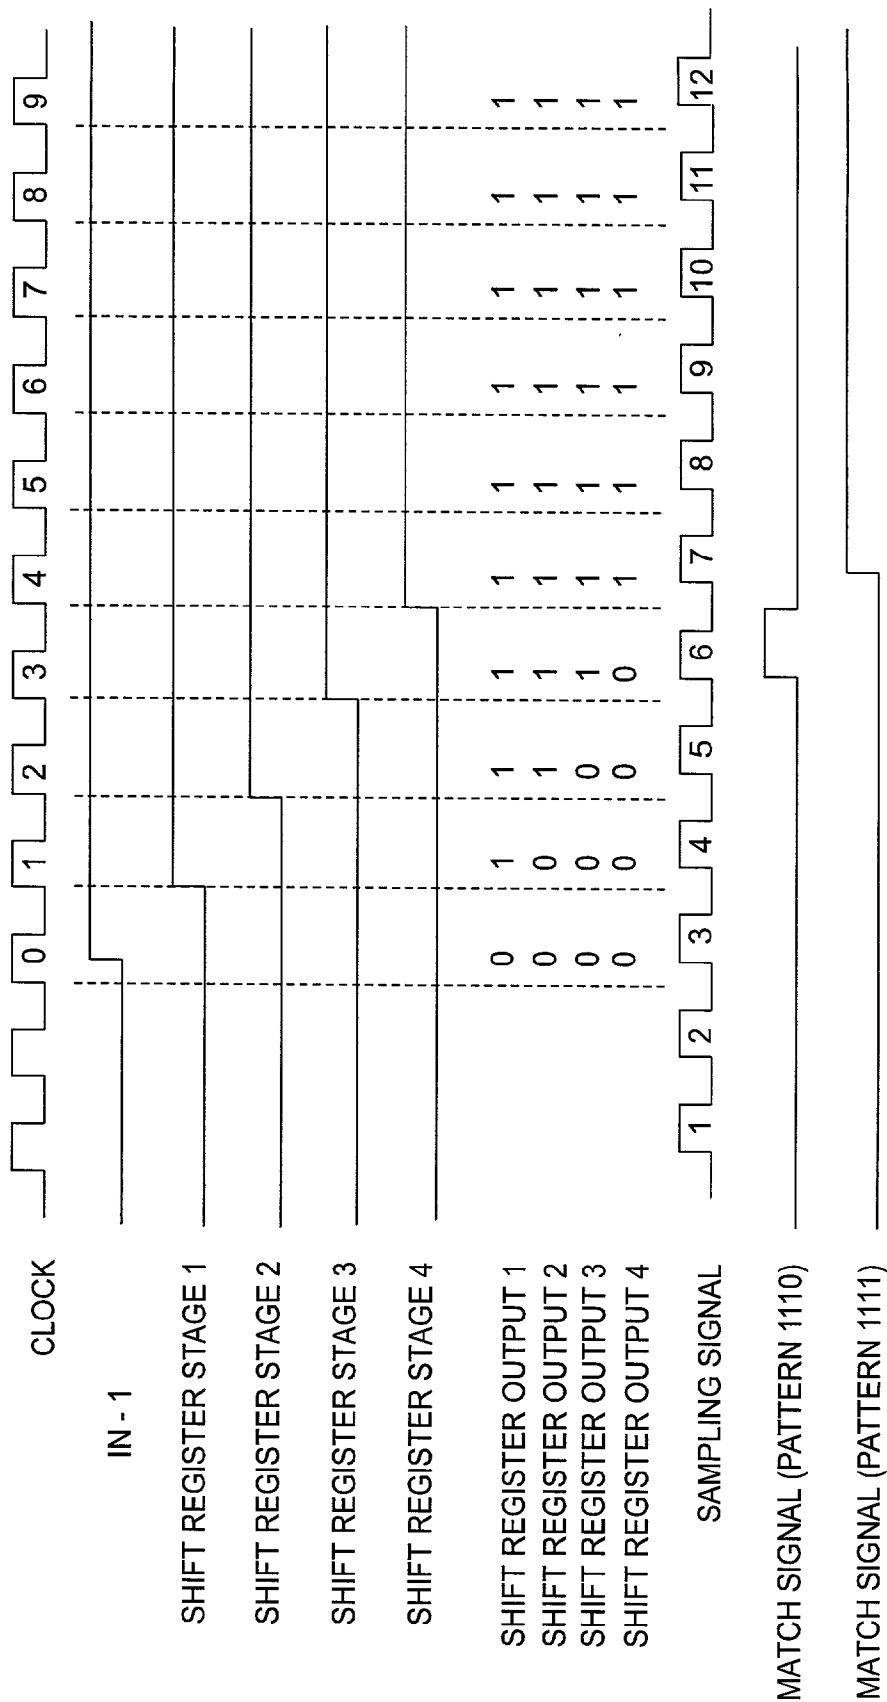 CLOCK 0 1 2 3 4 5 6 7 8 9
IN - 1
SHIFT REGISTER STAGE 1
SHIFT REGISTER STAGE 2
SHIFT REGISTER STAGE 3
SHIFT REGISTER STAGE 4
SHIFT REGISTER OUTPUT 1 0 1 1 1 1 1 1 1 1 1
SHIFT REGISTER OUTPUT 2 0 0 1 1 1 1 1 1 1 1
SHIFT REGISTER OUTPUT 3 0 0 0 1 1 1 1 1 1 1
SHIFT REGISTER OUTPUT 4 0 0 0 0 1 1 1 1 1 1
SAMPLING SIGNAL 1 2 3 4 5 6 7 8 9 10 11 12
MATCH SIGNAL (PATTERN 1110)
MATCH SIGNAL (PATTERN 1111)